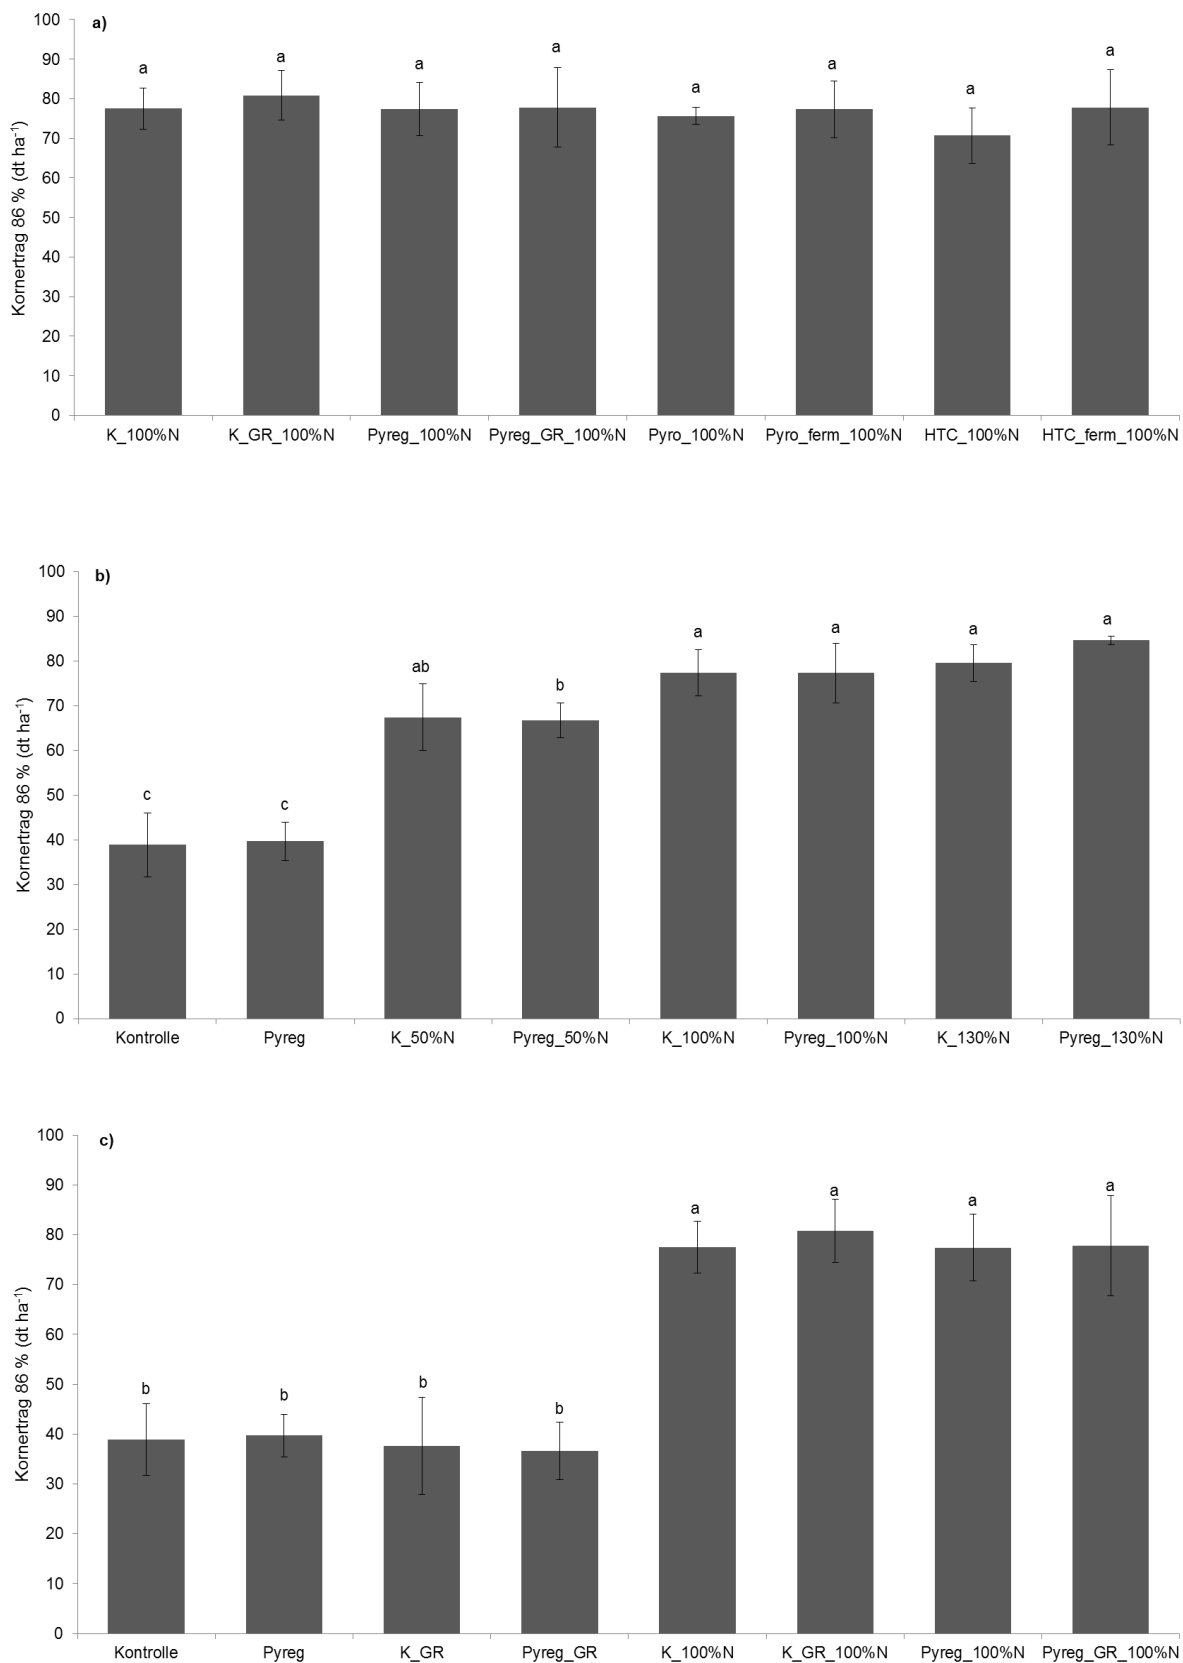 a)
Kornertrag 86 % (dt ha⁻¹)
100
90
80
70
60
50
40
30
20
10
0
a a a a a a a a
K_100%N K_GR_100%N Pyreg_100%N Pyreg_GR_100%N Pyro_100%N Pyro_ferm_100%N HTC_100%N HTC_ferm_100%N
b)
Kornertrag 86 % (dt ha⁻¹)
100
90
80
70
60
50
40
30
20
10
0
c c ab b a a a a
Kontrolle Pyreg K_50%N Pyreg_50%N K_100%N Pyreg_100%N K_130%N Pyreg_130%N
c)
Kornertrag 86 % (dt ha⁻¹)
100
90
80
70
60
50
40
30
20
10
0
b b b b a a a a
Kontrolle Pyreg K_GR Pyreg_GR K_100%N K_GR_100%N Pyreg_100%N Pyreg_GR_100%N